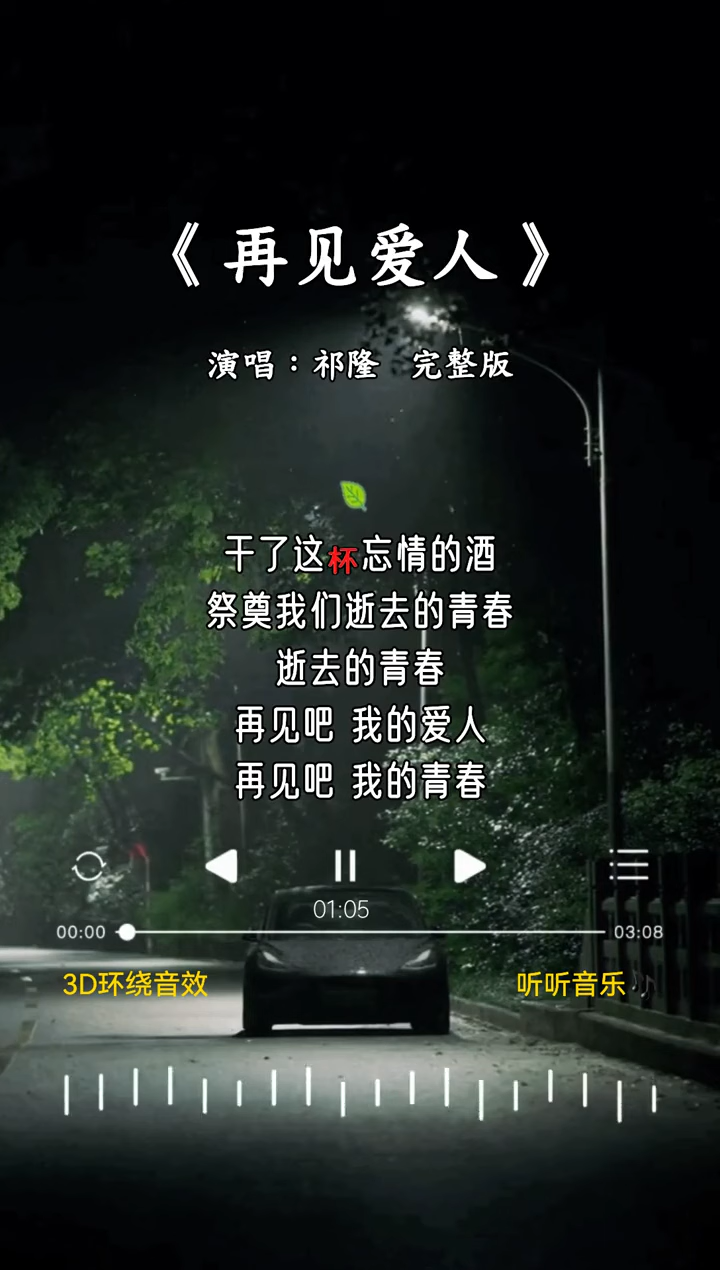 《再见爱人》
演唱：祁隆 完整版
干了这杯忘情的酒
祭奠我们逝去的青春
逝去的青春
再见吧 我的爱人
再见吧 我的青春
01:05
00:00 03:08
3D环绕音效 听听音乐